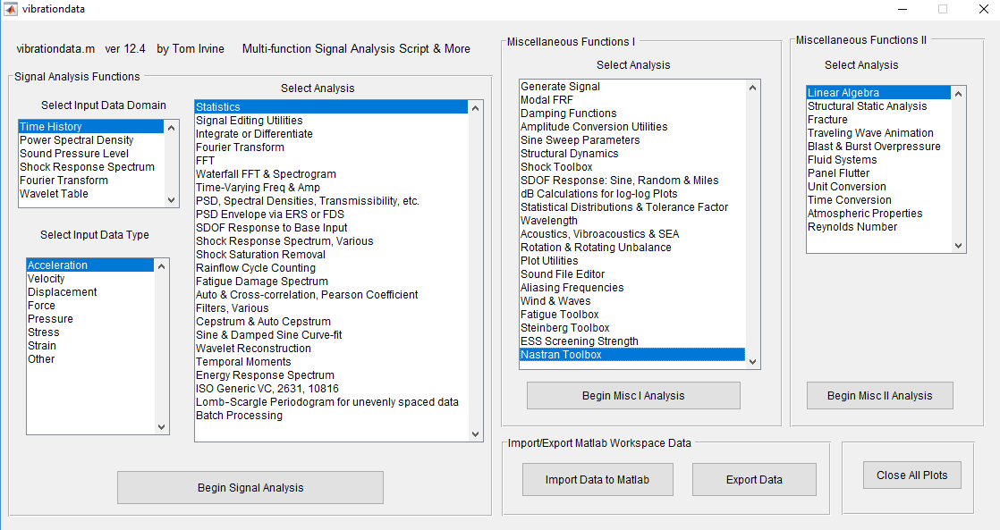 vibrationdata
vibrationdata.m ver 12.4 by Tom Irvine Multi-function Signal Analysis Script & More
Signal Analysis Functions
Select Input Data Domain
Time History
Power Spectral Density
Sound Pressure Level
Shock Response Spectrum
Fourier Transform
Wavelet Table
Select Input Data Type
Acceleration
Velocity
Displacement
Force
Pressure
Stress
Strain
Other
Select Analysis
Statistics
Signal Editing Utilities
Integrate or Differentiate
Fourier Transform
FFT
Waterfall FFT & Spectrogram
Time-Varying Freq & Amp
PSD, Spectral Densities, Transmissibility, etc.
PSD Envelope via ERS or FDS
SDOF Response to Base Input
Shock Response Spectrum, Various
Shock Saturation Removal
Rainflow Cycle Counting
Fatigue Damage Spectrum
Auto & Cross-correlation, Pearson Coefficient
Filters, Various
Cepstrum & Auto Cepstrum
Sine & Damped Sine Curve-fit
Wavelet Reconstruction
Temporal Moments
Energy Response Spectrum
ISO Generic VC, 2631, 10816
Lomb-Scargle Periodogram for unevenly spaced data
Batch Processing
Begin Signal Analysis
Miscellaneous Functions I
Select Analysis
Generate Signal
Modal FRF
Damping Functions
Amplitude Conversion Utilities
Sine Sweep Parameters
Structural Dynamics
Shock Toolbox
SDOF Response: Sine, Random & Miles
dB Calculations for log-log Plots
Statistical Distributions & Tolerance Factor
Wavelength
Acoustics, Vibroacoustics & SEA
Rotation & Rotating Unbalance
Plot Utilities
Sound File Editor
Aliasing Frequencies
Wind & Waves
Fatigue Toolbox
Steinberg Toolbox
ESS Screening Strength
Nastran Toolbox
Begin Misc I Analysis
Miscellaneous Functions II
Select Analysis
Linear Algebra
Structural Static Analysis
Fracture
Traveling Wave Animation
Blast & Burst Overpressure
Fluid Systems
Panel Flutter
Unit Conversion
Time Conversion
Atmospheric Properties
Reynolds Number
Begin Misc II Analysis
Import/Export Matlab Workspace Data
Import Data to Matlab
Export Data
Close All Plots